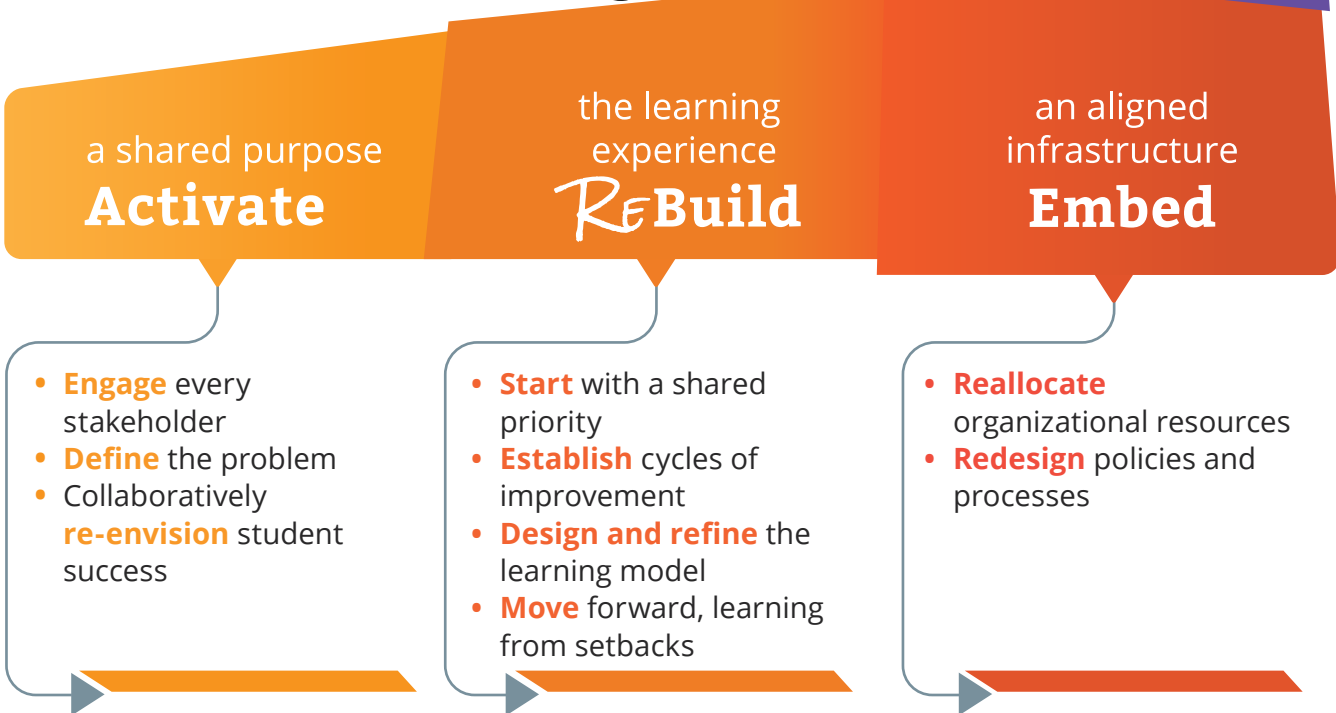 a shared purpose
Activate
the learning
experience
ReBuild
an aligned
infrastructure
Embed
• Engage every
stakeholder
• Define the problem
• Collaboratively
re-envision student
success
• Start with a shared
priority
• Establish cycles of
improvement
• Design and refine the
learning model
• Move forward, learning
from setbacks
• Reallocate
organizational resources
• Redesign policies and
processes